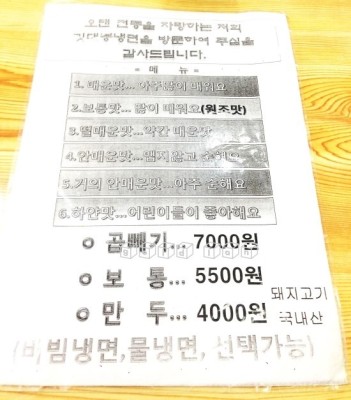 오랜 전통을 자랑하는 저희
깃대봉냉면을 방문하여 주심을
감사드립니다.
= 메 뉴 =
1. 매운맛...아주많이 매워요
2. 보통맛... 많이 매워요(원조맛)
3. 덜매운맛...약간 매운맛
4. 안매운맛...맵지않고 순해요
5. 거의 안매운맛...아주 순해요
6. 하얀맛...어린이들이 좋아해요
o 곱빼기... 7000원
o 보 통... 5500원
o 만 두... 4000원 돼지고기
국내산
(비빔냉면,물냉면, 선택가능)